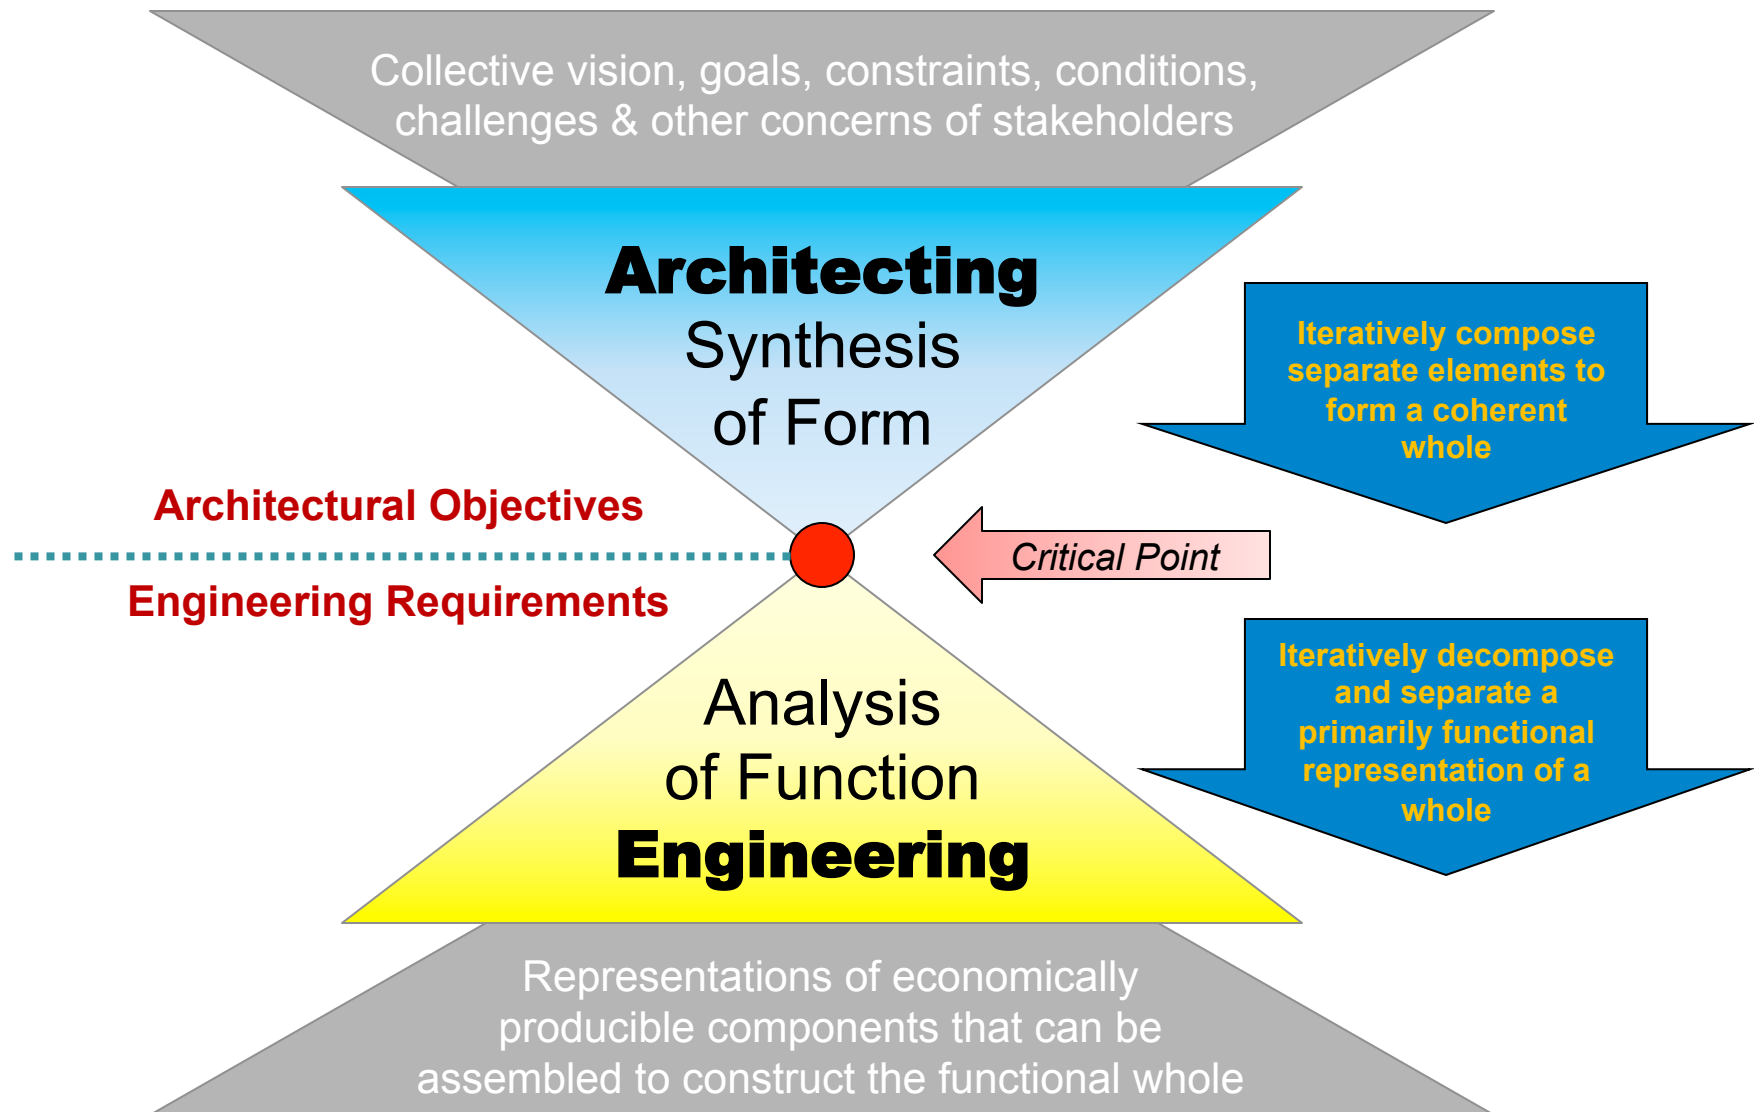 Collective vision, goals, constraints, conditions,
challenges & other concerns of stakeholders
Architecting
Synthesis
of Form
Iteratively compose
separate elements to
form a coherent
whole
Architectural Objectives
Critical Point
Engineering Requirements
Iteratively decompose
and separate a
primarily functional
representation of a
whole
Analysis
of Function
Engineering
Representations of economically
producible components that can be
assembled to construct the functional whole